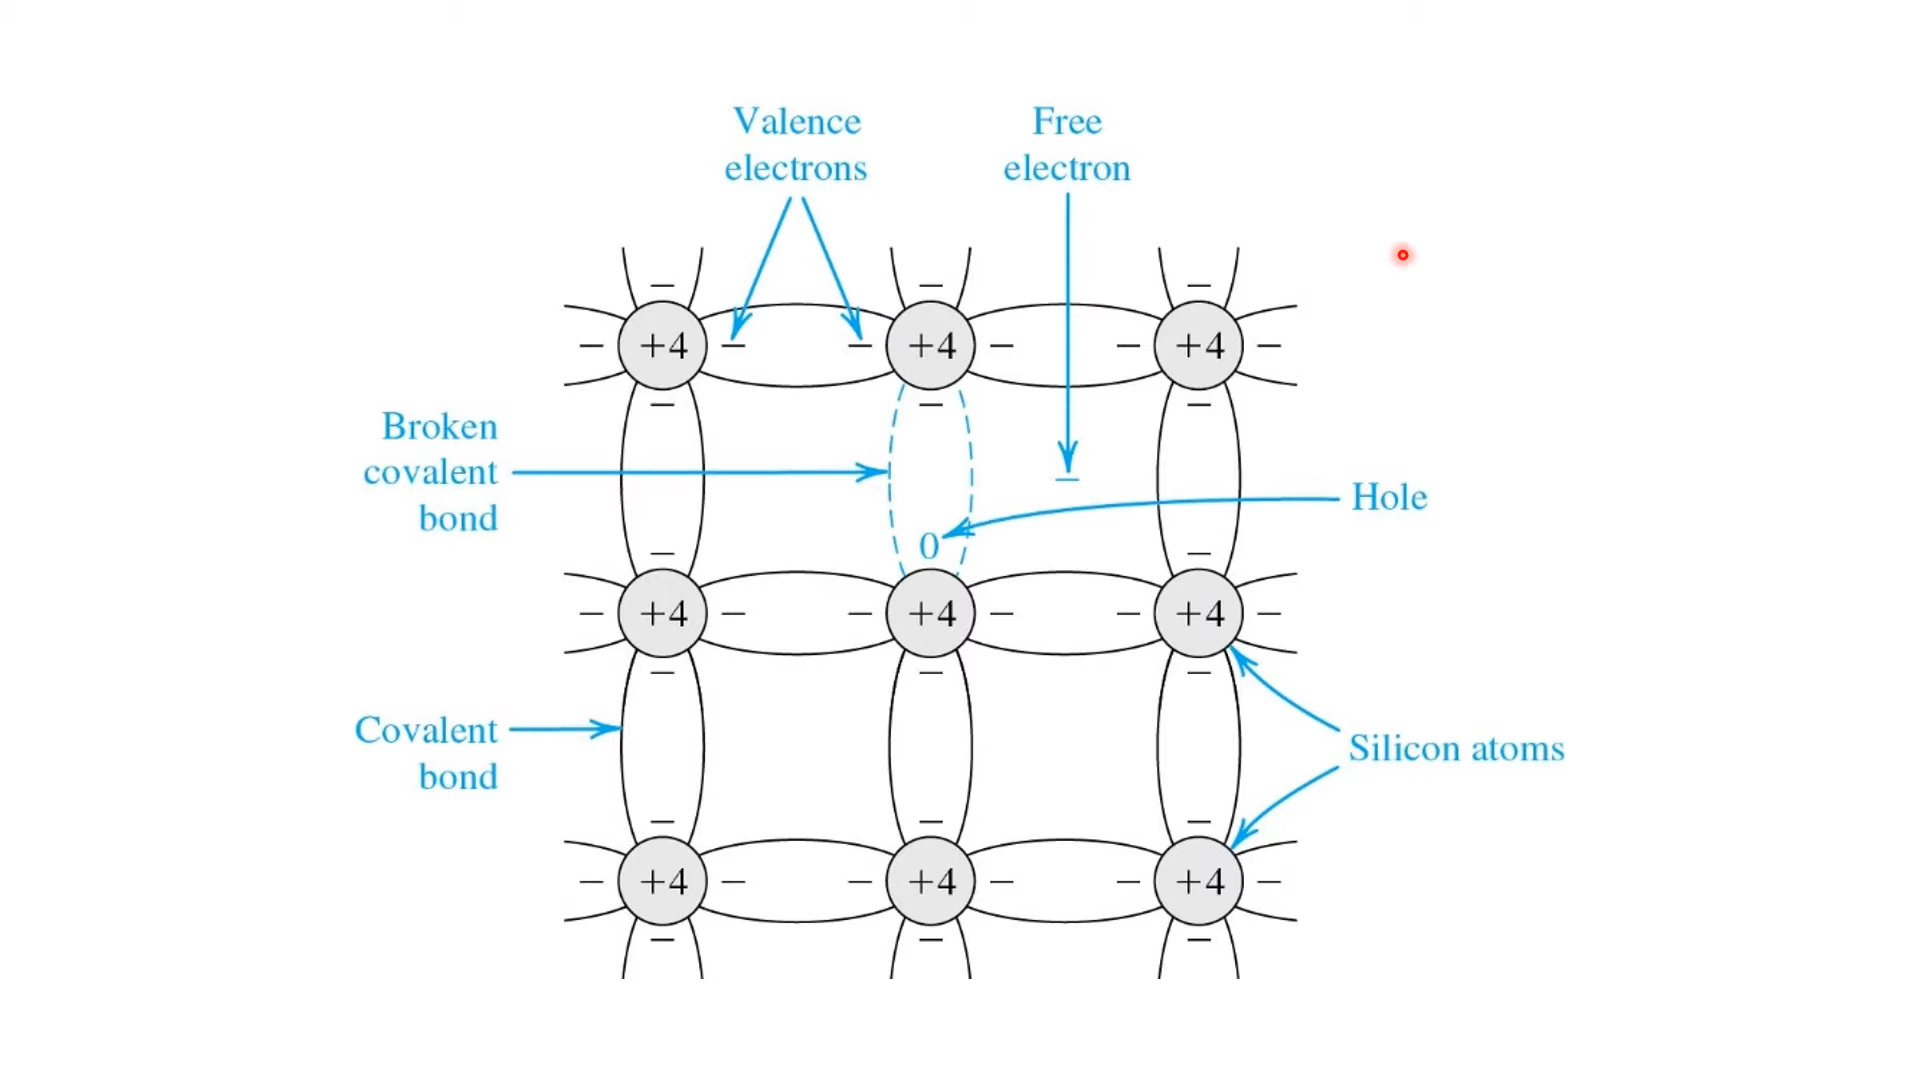 Valence
electrons
Free
electron
−
−
−
− +4 − − +4 − − +4 −
−
−
−
Broken
covalent
bond
−
Hole
−
0
−
− +4 − − +4 − − +4 −
−
−
−
Covalent
bond
Silicon atoms
−
−
−
− +4 − − +4 − − +4 −
−
−
−